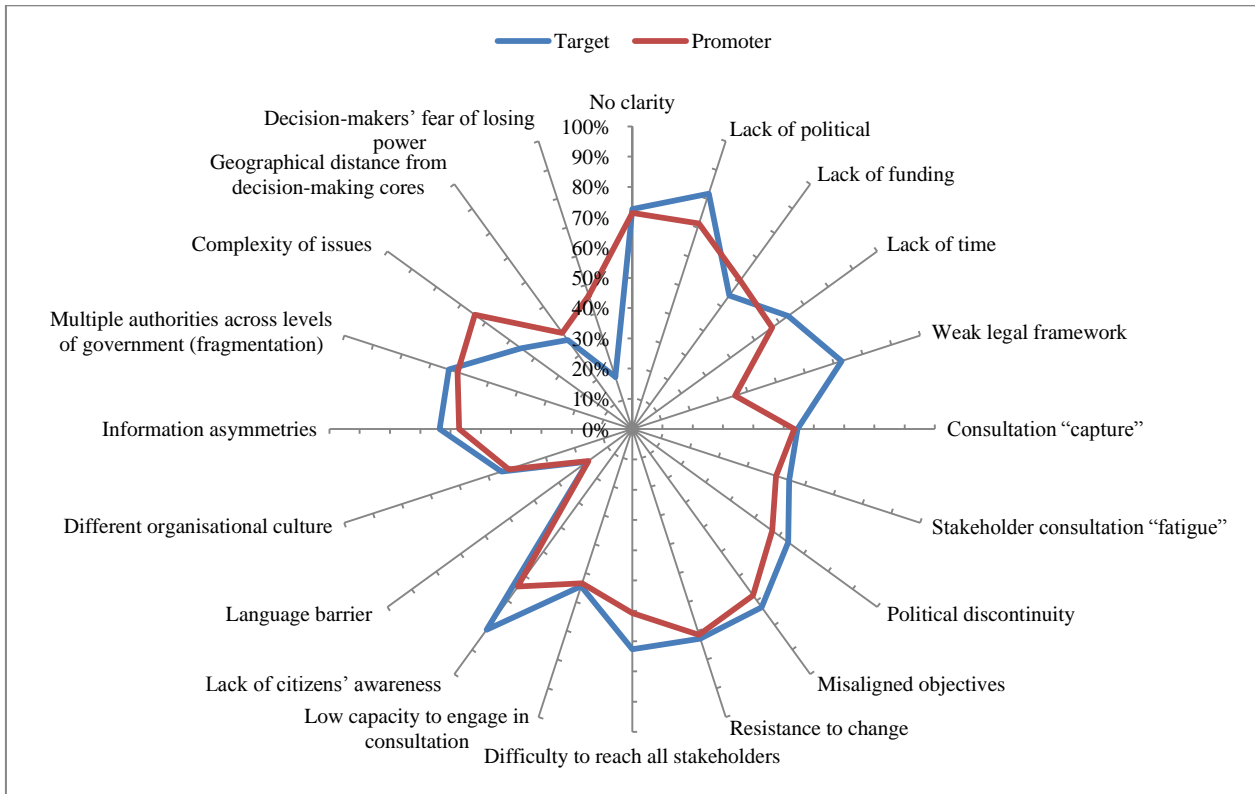 Target
Promoter
No clarity
Lack of political
Lack of funding
Lack of time
Weak legal framework
Consultation “capture”
Stakeholder consultation “fatigue”
Political discontinuity
Misaligned objectives
Resistance to change
Difficulty to reach all stakeholders
Low capacity to engage in
consultation
Lack of citizens’ awareness
Language barrier
Different organisational culture
Information asymmetries
Multiple authorities across levels
of government (fragmentation)
Complexity of issues
Geographical distance from
decision-making cores
Decision-makers’ fear of losing
power
100%
90%
80%
70%
60%
50%
40%
30%
20%
10%
0%